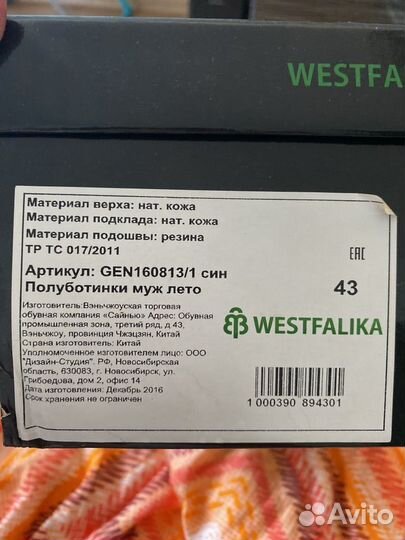 WESTFA
Материал верха: нат. кожа
Материал подклада: нат. кожа
Материал подошвы: резина
ТР ТС 017/2011
EAC
Артикул: GEN160813/1 син
Полуботинки муж лето
43
Изготовитель:Вэньчжоуская торговая
обувная компания «Сайнью» Адрес: Обувная
промышленная зона, третий ряд, д 43,
Вэньчжоу, провинция Чжэцзян, Китай
Страна изготовитель: Китай
Уполномоченное изготовителем лицо: ООО
"Дизайн-Студия". РФ, Новосибирская
область, 630083, г. Новосибирск, ул.
Грибоедова, дом 2, офис 14
Дата изготовления: Декабрь 2016
Срок хранения не ограничен
WESTFALIKA
1 000390 894301
Avito